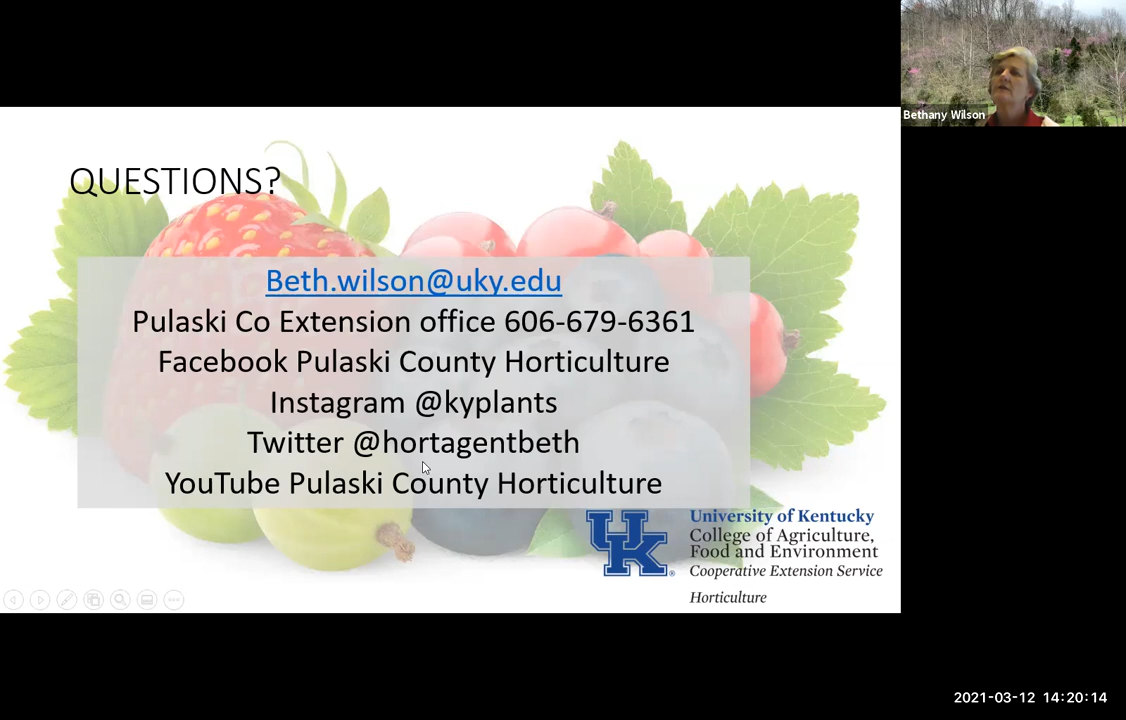 Bethany Wilson
QUESTIONS?
Beth.wilson@uky.edu
Pulaski Co Extension office 606-679-6361
Facebook Pulaski County Horticulture
Instagram @kyplants
Twitter @hortagentbeth
YouTube Pulaski County Horticulture
UK®
University of Kentucky
College of Agriculture,
Food and Environment
Cooperative Extension Service
Horticulture
2021-03-12 14:20:14